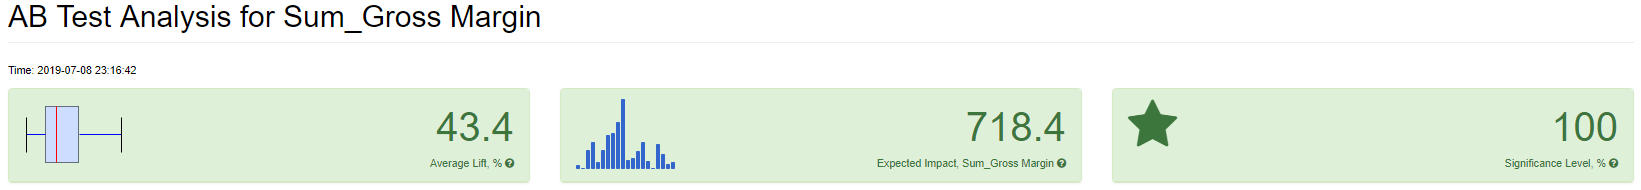 AB Test Analysis for Sum_Gross Margin
Time: 2019-07-08 23:16:42
43.4
Average Lift, %
718.4
Expected Impact, Sum_Gross Margin
100
Significance Level, %